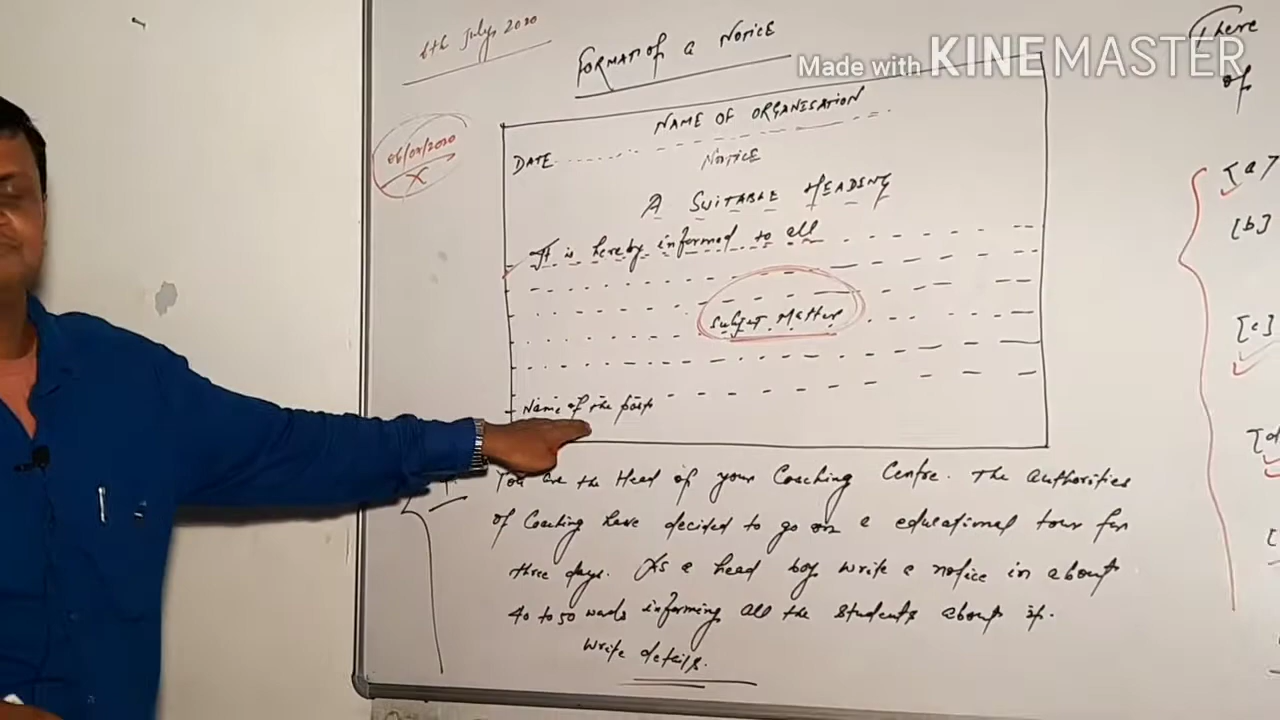 6th July, 2020
FORMAT of a NOTICE
Made with KINEMASTER
There
of
NAME OF ORGANISATION
DATE
NOTICE
A SUITABLE HEADING
It is hereby informed to all
Subject Matter
Name of the post
X
[a]
[b]
[c]
[d
[
You are the Head of your Coaching Centre. The authorities
of Coaching have decided to go on a educational tour for
three days. As a head boy write a notice in about
40 to 50 words informing all the students about it.
Write details.